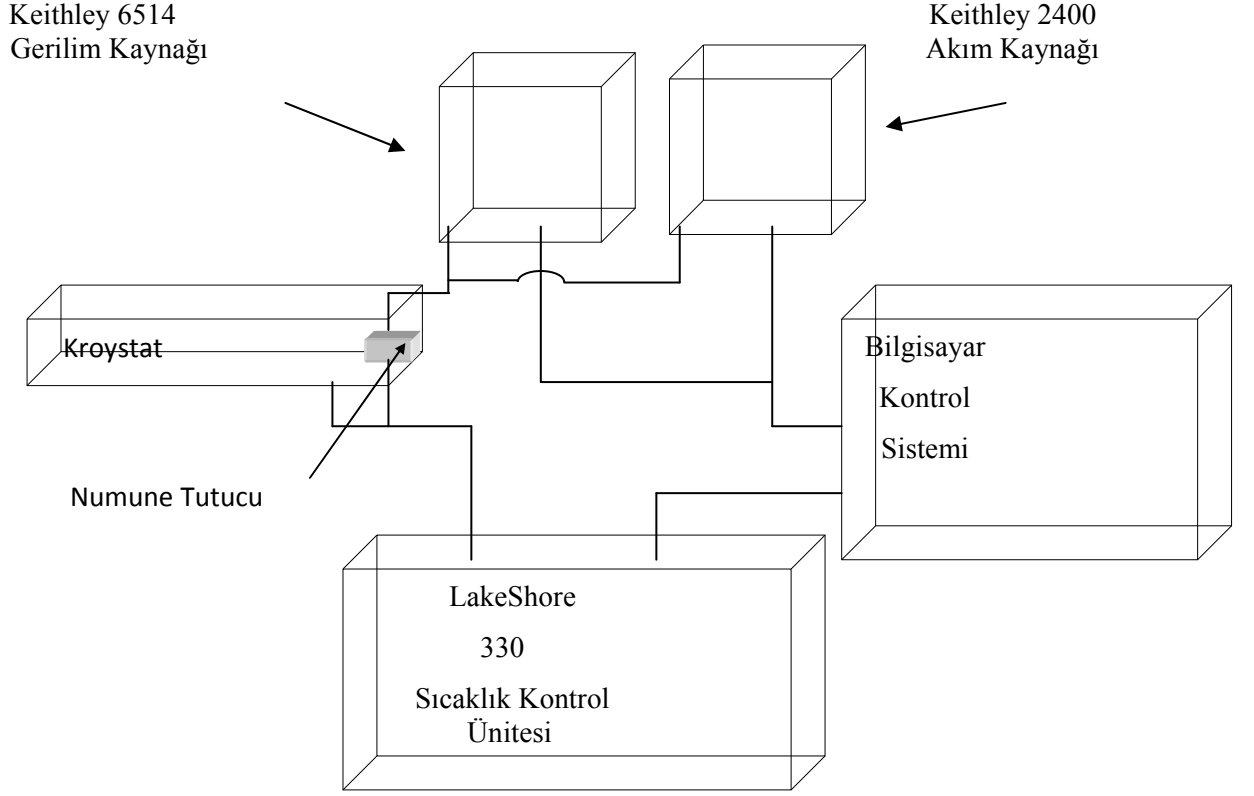 Keithley 6514
Gerilim Kaynağı
Keithley 2400
Akım Kaynağı
Kroystat
Bilgisayar
Kontrol
Sistemi
Numune Tutucu
LakeShore
330
Sıcaklık Kontrol
Ünitesi